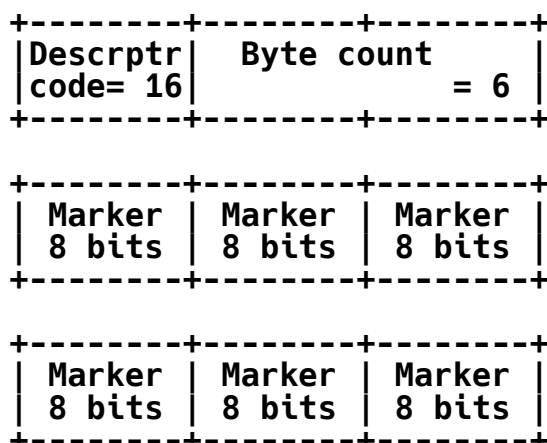 +--------+--------+--------+
|Descrptr|  Byte count     |
|code= 16|             = 6 |
+--------+--------+--------+
+--------+--------+--------+
| Marker | Marker | Marker |
| 8 bits | 8 bits | 8 bits |
+--------+--------+--------+
+--------+--------+--------+
| Marker | Marker | Marker |
| 8 bits | 8 bits | 8 bits |
+--------+--------+--------+